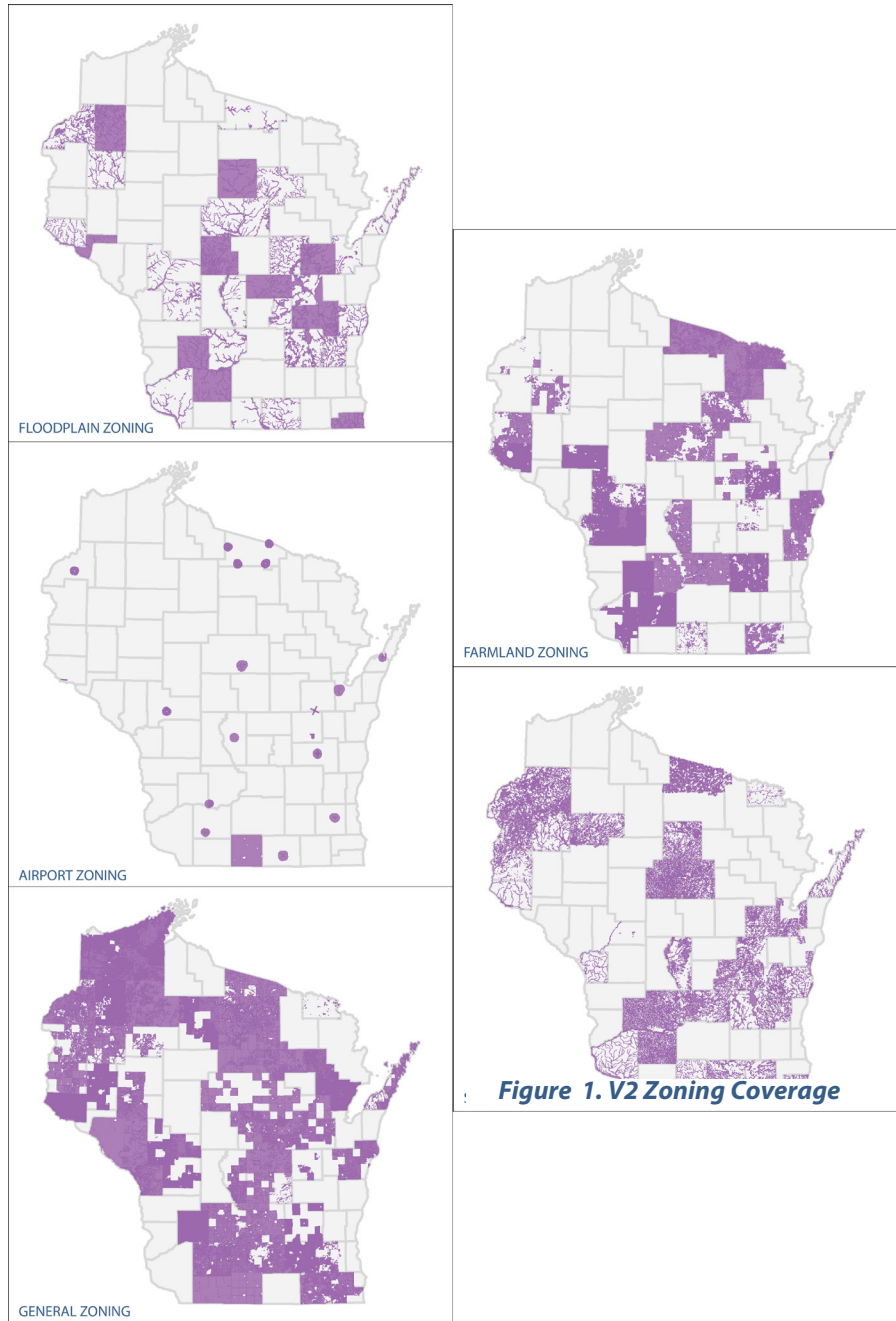 FLOODPLAIN ZONING
AIRPORT ZONING
GENERAL ZONING
FARMLAND ZONING
Figure 1. V2 Zoning Coverage